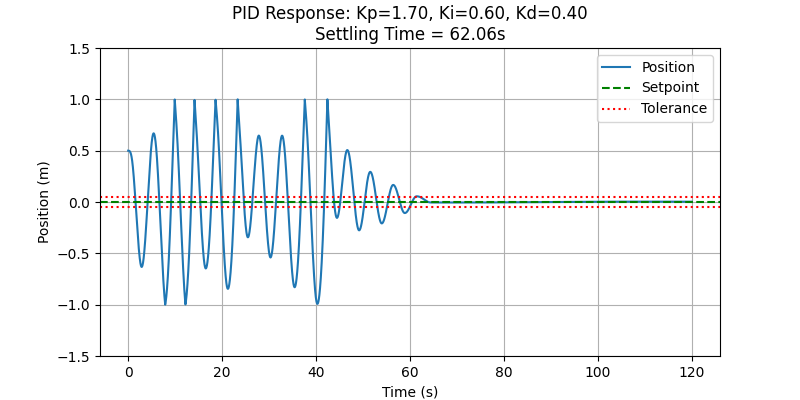 PID Response: Kp=1.70, Ki=0.60, Kd=0.40
Settling Time = 62.06s
1.5
1.0
0.5
0.0
−0.5
−1.0
−1.5
Position (m)
Position
Setpoint
Tolerance
0
20
40
60
80
100
120
Time (s)